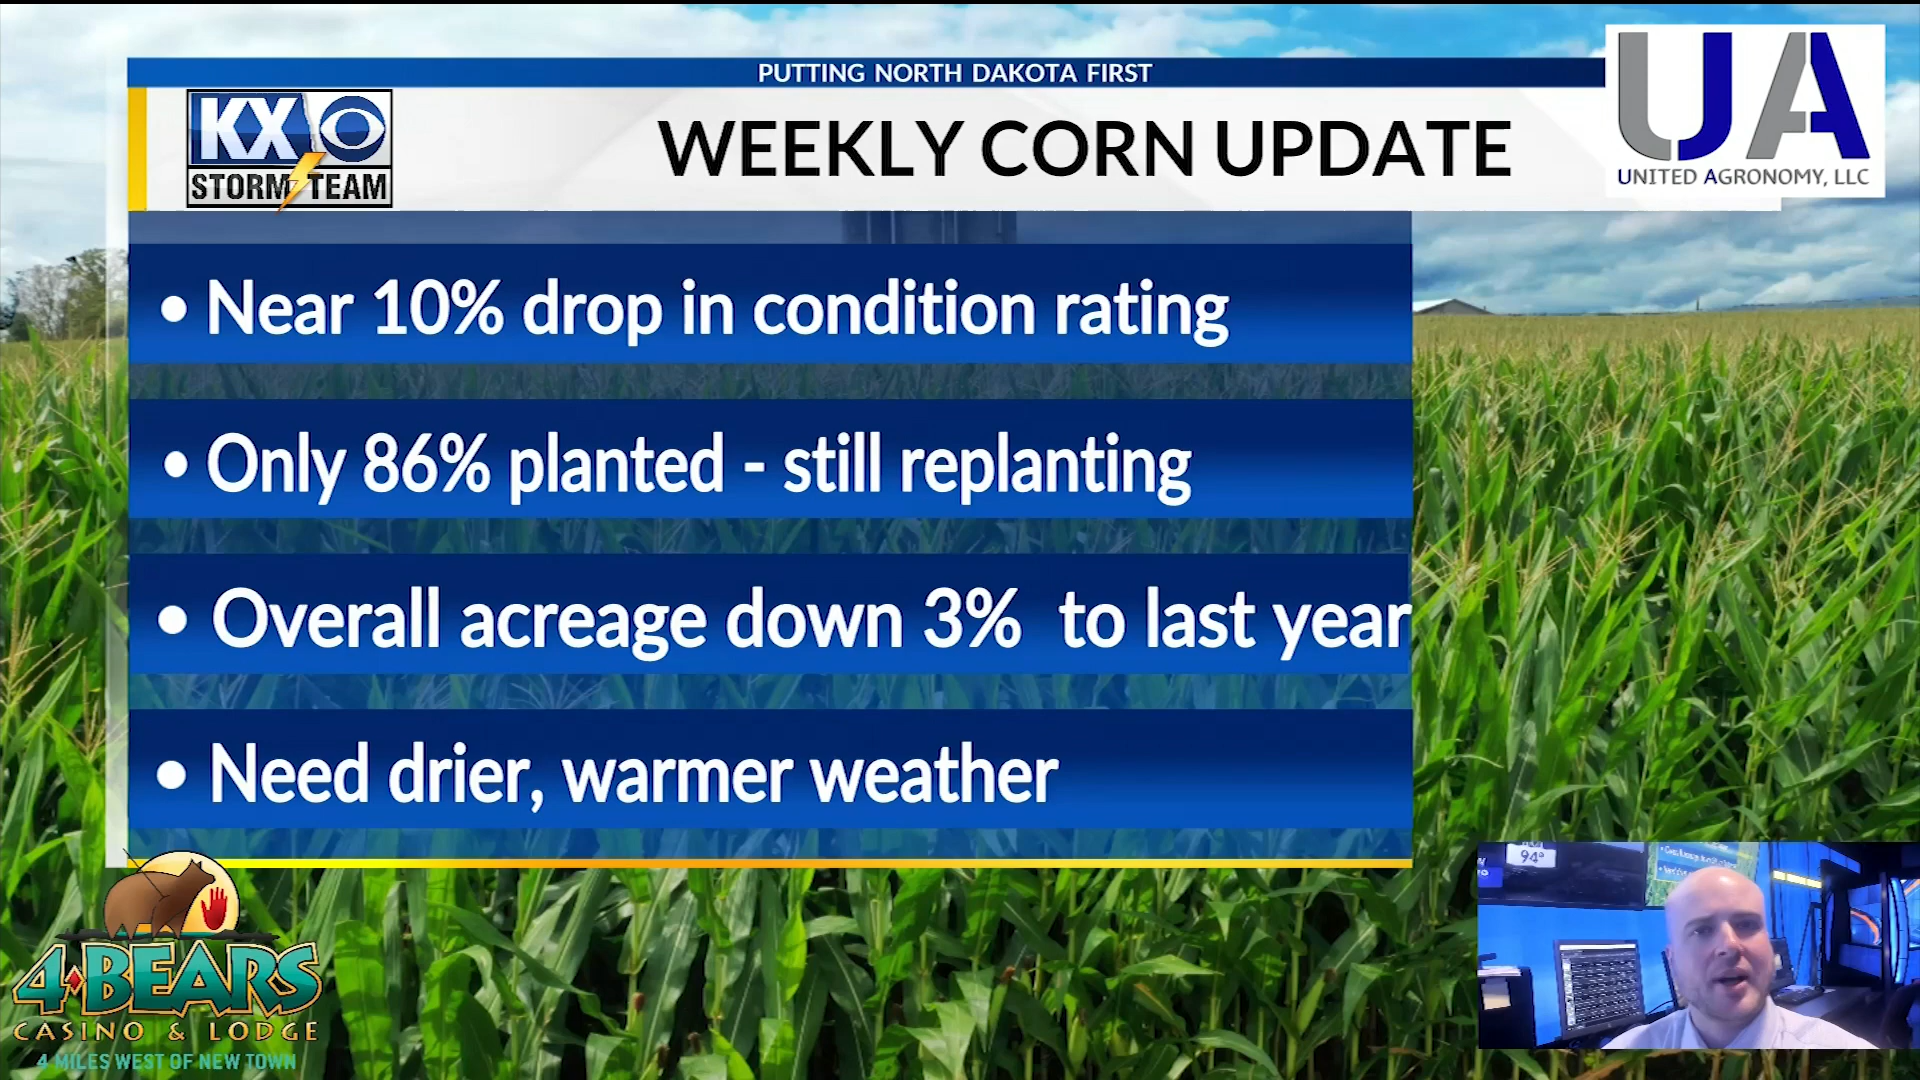 PUTTING NORTH DAKOTA FIRST
KX
STORM TEAM
WEEKLY CORN UPDATE
UA
UNITED AGRONOMY, LLC
• Near 10% drop in condition rating
• Only 86% planted - still replanting
• Overall acreage down 3%  to last year
• Need drier, warmer weather
94°
4 BEARS
CASINO & LODGE
4 MILES WEST OF NEW TOWN